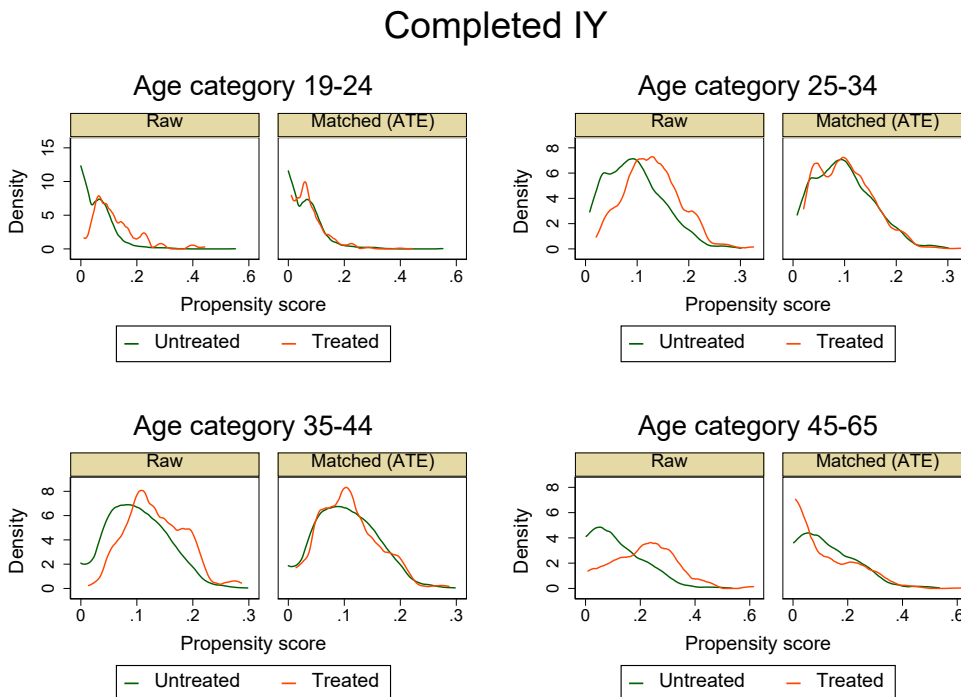 Completed IY
Age category 19-24
Raw
Matched (ATE)
Density
15
10
5
0
0
.2
.4
.6
0
.2
.4
.6
Propensity score
Untreated
Treated
Age category 25-34
Raw
Matched (ATE)
Density
8
6
4
2
0
0
.1
.2
.3
0
.1
.2
.3
Propensity score
Untreated
Treated
Age category 35-44
Raw
Matched (ATE)
Density
8
6
4
2
0
0
.1
.2
.3
0
.1
.2
.3
Propensity score
Untreated
Treated
Age category 45-65
Raw
Matched (ATE)
Density
8
6
4
2
0
0
.2
.4
.6
0
.2
.4
.6
Propensity score
Untreated
Treated